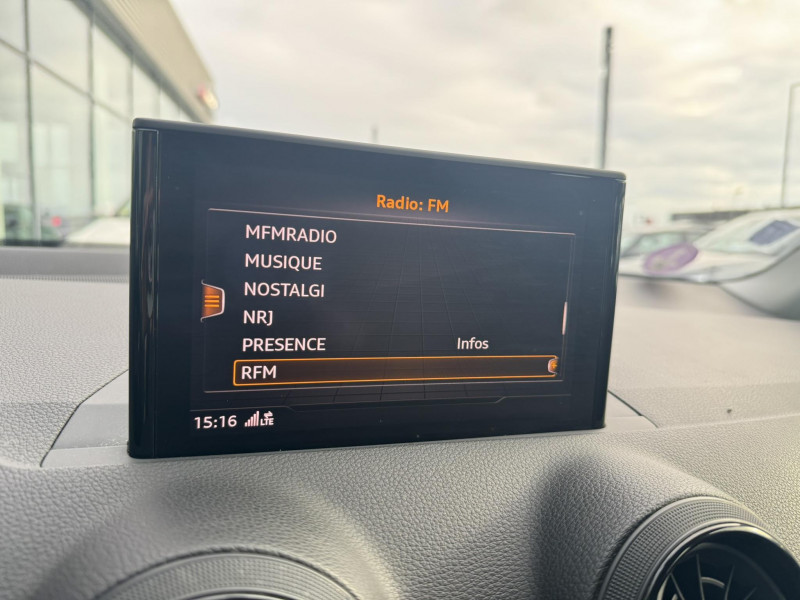 Radio: FM
MFMRADIO
MUSIQUE
NOSTALGI
NRJ
PRESENCE Infos
RFM
15:16 LTE